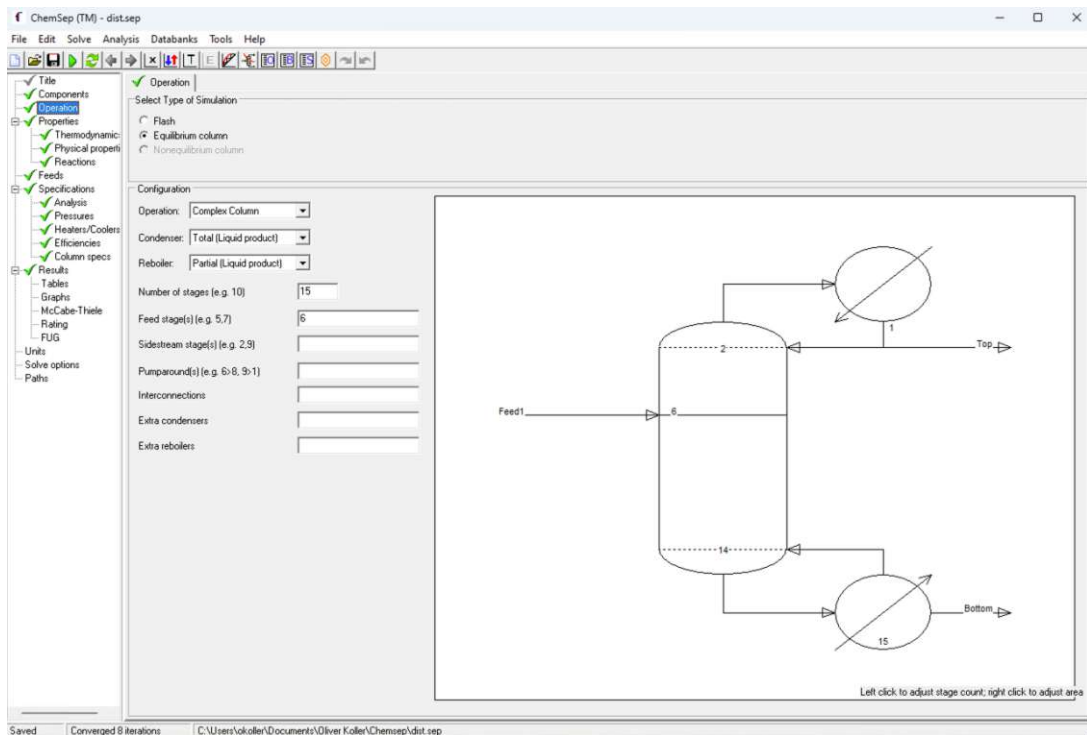 ChemSep (TM) - dist.sep
File Edit Solve Analysis Databanks Tools Help
Title
Components
Operation
Properties
Thermodynamic
Physical properti
Reactions
Feeds
Specifications
Analysis
Pressures
Heaters/Coolers
Efficiencies
Column specs
Results
Tables
Graphs
McCabe-Thiele
Rating
FUG
Units
Solve options
Paths
Operation
Select Type of Simulation
Flash
Equilibrium column
Nonequilibrium column
Configuration
Operation: Complex Column
Condenser: Total (Liquid product)
Reboiler: Partial (Liquid product)
Number of stages (e.g. 10) 15
Feed stage(s) (e.g. 5,7) 6
Sidestream stage(s) (e.g. 2,9)
Pumparound(s) (e.g. 6>8, 9>1)
Interconnections
Extra condensers
Extra reboilers
1
2
Top
Feed1
6
14
Bottom
15
Left click to adjust stage count; right click to adjust area
Saved Converged 8 iterations C:\Users\okoller\Documents\Oliver Koller\Chemsep\dist.sep